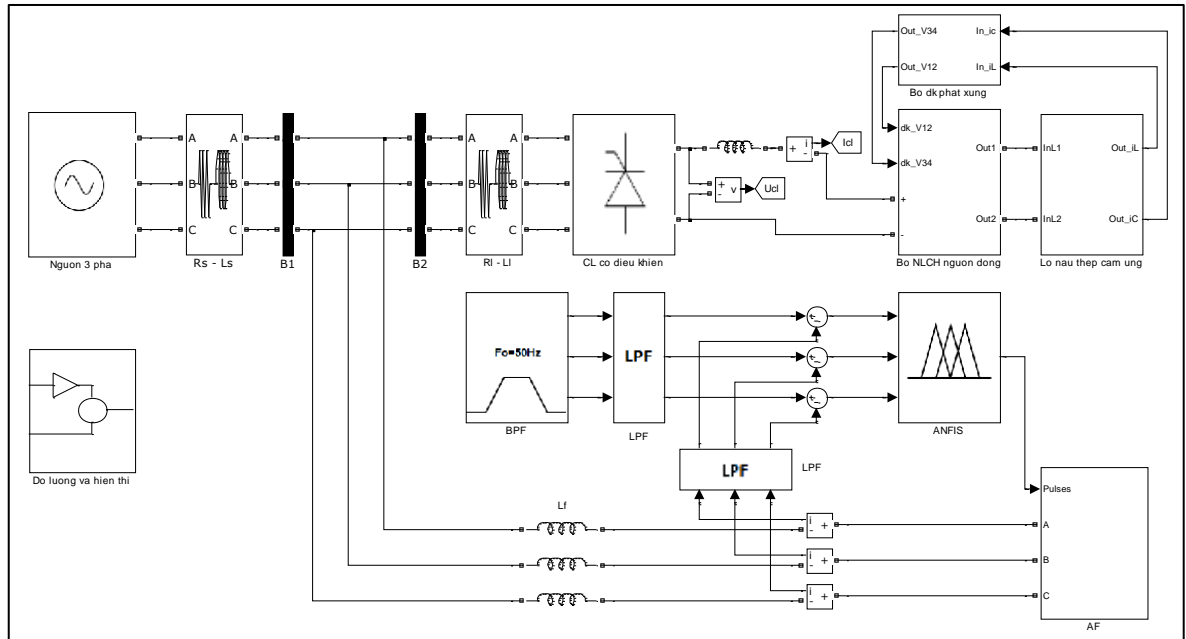 Out_V34 In_ic
Out_V12 In_iL
Bo dk phat xung
A A A A
B B B B
C C C C
Nguon 3 pha
Rs - Ls
B1
B2
Rl - Ll
CL co dieu khien
i
+ -
Icl
+
-
v
Ucl
dk_V12
dk_V34
+
-
Out1
Out2
Bo NLCH nguon dong
InL1
InL2
Out_iL
Out_iC
Lo nau thep cam ung
Fo=50Hz
BPF
LPF
LPF
ANFIS
LPF
LPF
Do luong va hien thi
Lf
i
- +
i
- +
i
- +
Pulses
A
B
C
AF